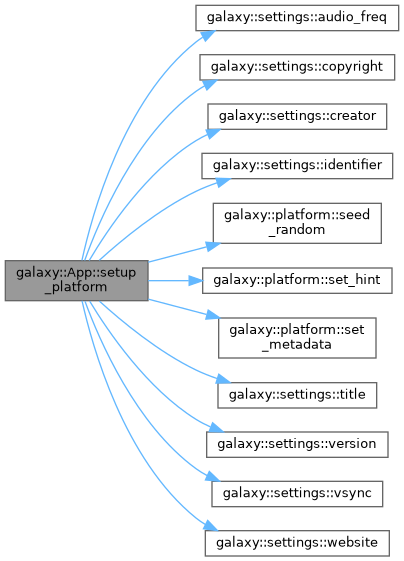 galaxy::settings::audio_freq
galaxy::settings::copyright
galaxy::settings::creator
galaxy::settings::identifier
galaxy::platform::seed
_random
galaxy::App::setup
_platform
galaxy::platform::set_hint
galaxy::platform::set
_metadata
galaxy::settings::title
galaxy::settings::version
galaxy::settings::vsync
galaxy::settings::website